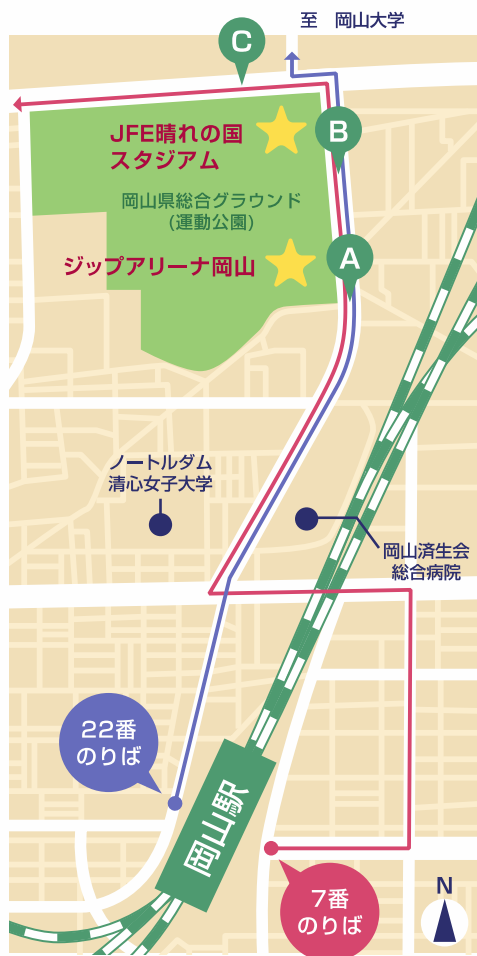 至　岡山大学
C
B
JFE晴れの国
スタジアム
岡山県総合グラウンド
(運動公園)
A
ジップアリーナ岡山
ノートルダム
清心女子大学
岡山済生会
総合病院
22番
のりば
岡山駅
7番
のりば
N